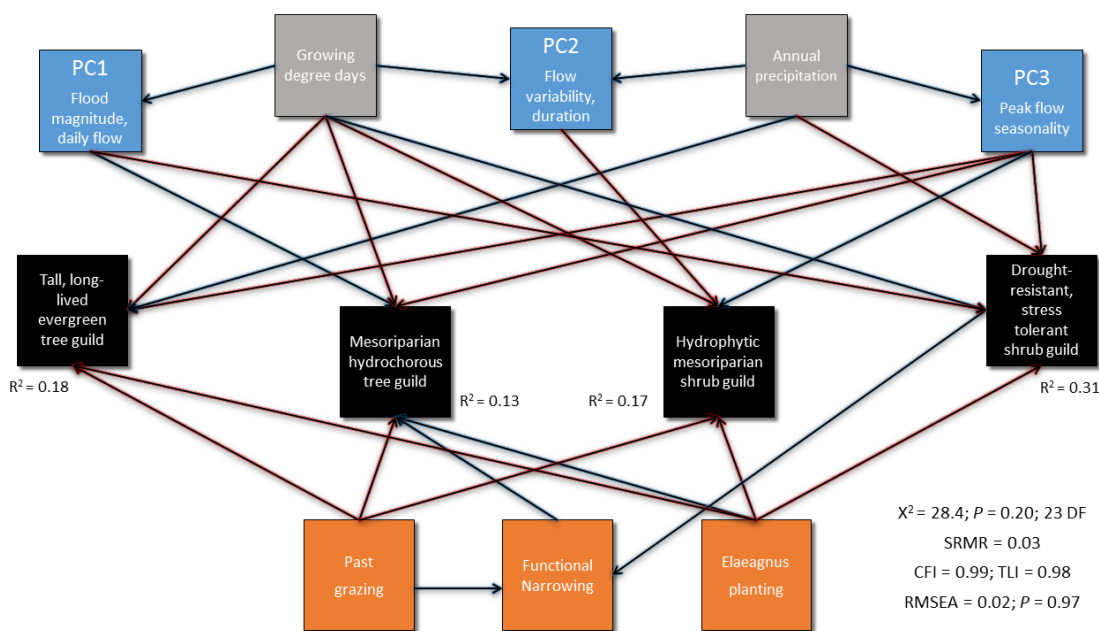 PC1
Flood
magnitude,
daily flow
Growing
degree days
PC2
Flow
variability,
duration
Annual
precipitation
PC3
Peak flow
seasonality
Tall, long-
lived
evergreen
tree guild
R² = 0.18
Mesoriparian
hydrochorous
tree guild
R² = 0.13
Hydrophytic
mesoriparian
shrub guild
R² = 0.17
Drought-
resistant,
stress
tolerant
shrub guild
R² = 0.31
Past
grazing
Functional
Narrowing
Elaeagnus
planting
X² = 28.4; P = 0.20; 23 DF
SRMR = 0.03
CFI = 0.99; TLI = 0.98
RMSEA = 0.02; P = 0.97